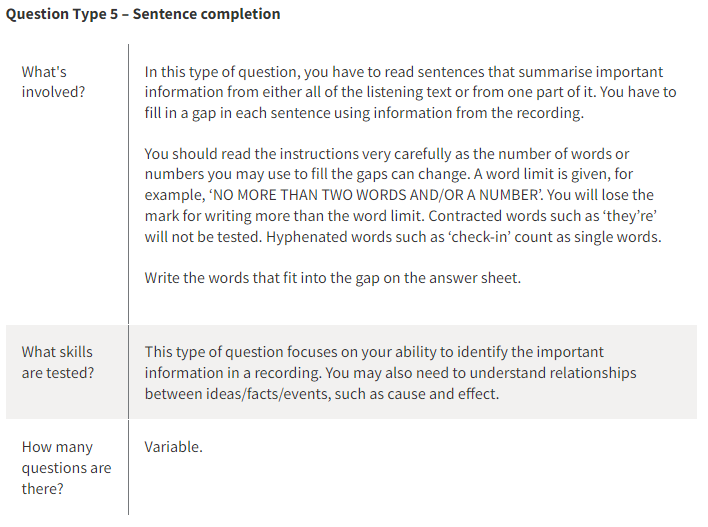 Question Type 5 – Sentence completion
What's
involved?
In this type of question, you have to read sentences that summarise important
information from either all of the listening text or from one part of it. You have to
fill in a gap in each sentence using information from the recording.
You should read the instructions very carefully as the number of words or
numbers you may use to fill the gaps can change. A word limit is given, for
example, ‘NO MORE THAN TWO WORDS AND/OR A NUMBER’. You will lose the
mark for writing more than the word limit. Contracted words such as ‘they’re’
will not be tested. Hyphenated words such as ‘check-in’ count as single words.
Write the words that fit into the gap on the answer sheet.
What skills
are tested?
This type of question focuses on your ability to identify the important
information in a recording. You may also need to understand relationships
between ideas/facts/events, such as cause and effect.
How many
questions are
there?
Variable.